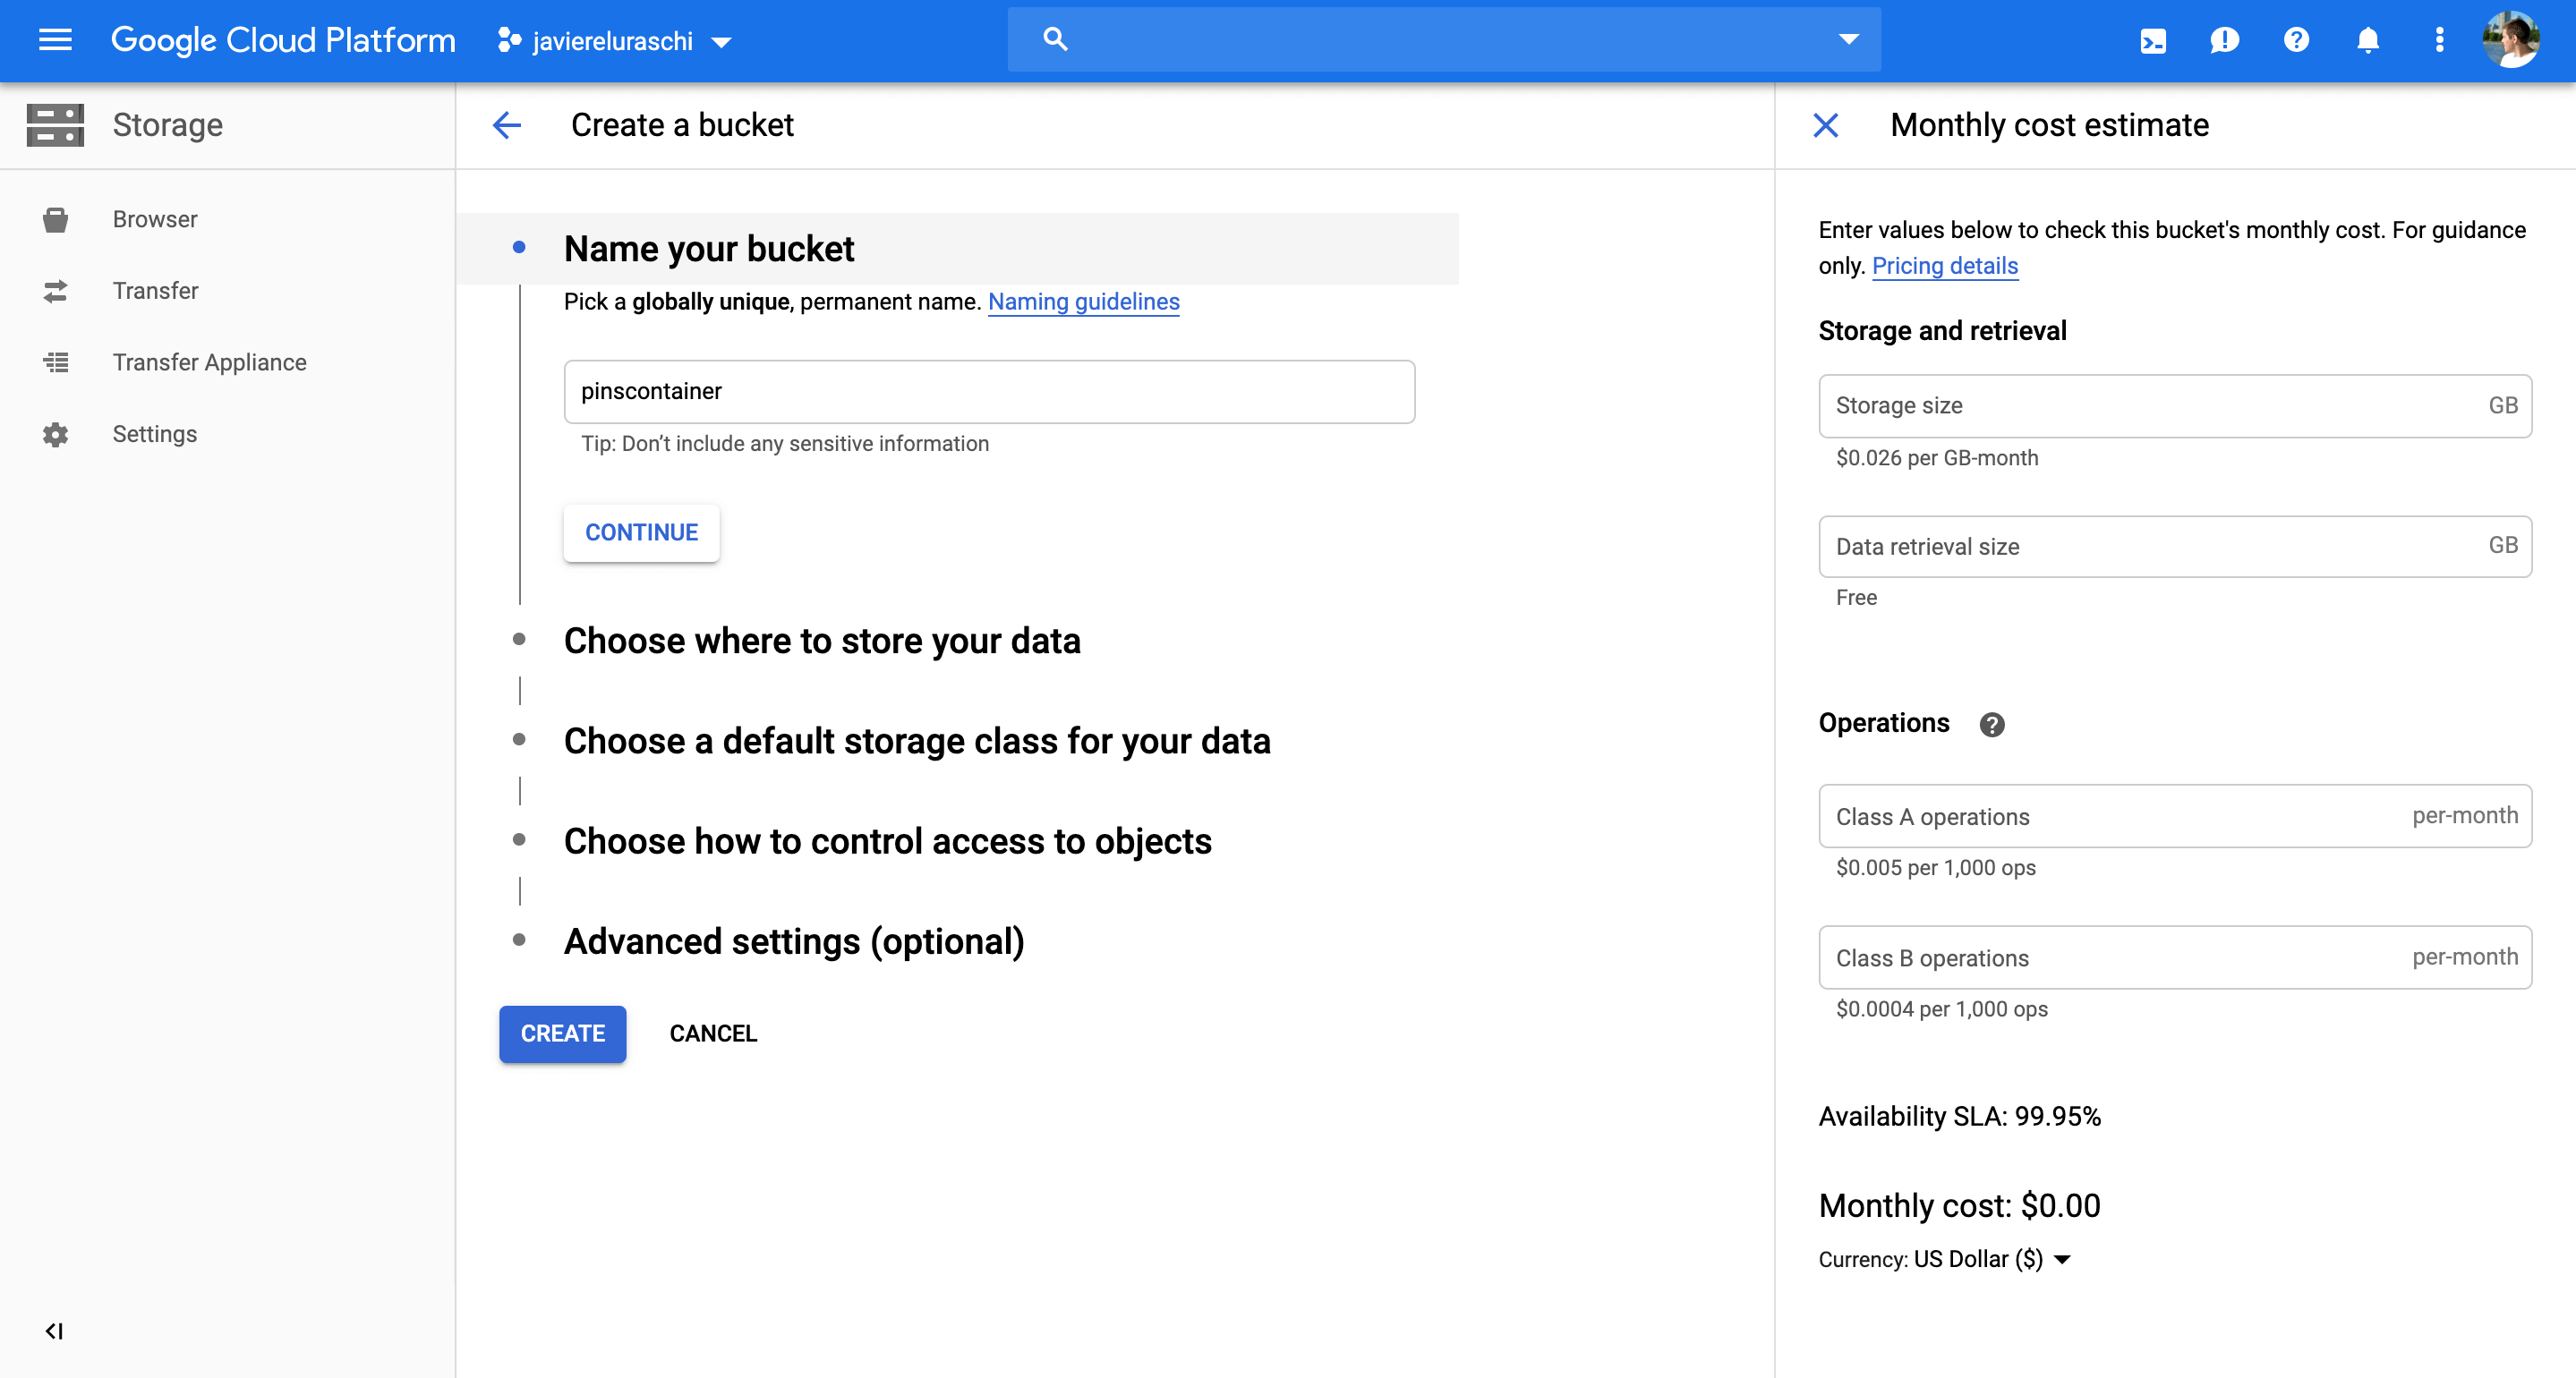 Google Cloud Platform
javiereluraschi
Storage
Browser
Transfer
Transfer Appliance
Settings
Create a bucket
Name your bucket
Pick a globally unique, permanent name. Naming guidelines
pinscontainer
Tip: Don’t include any sensitive information
CONTINUE
Choose where to store your data
Choose a default storage class for your data
Choose how to control access to objects
Advanced settings (optional)
CREATE CANCEL
Monthly cost estimate
Enter values below to check this bucket's monthly cost. For guidance
only. Pricing details
Storage and retrieval
Storage size GB
$0.026 per GB-month
Data retrieval size GB
Free
Operations
Class A operations per-month
$0.005 per 1,000 ops
Class B operations per-month
$0.0004 per 1,000 ops
Availability SLA: 99.95%
Monthly cost: $0.00
Currency: US Dollar ($)